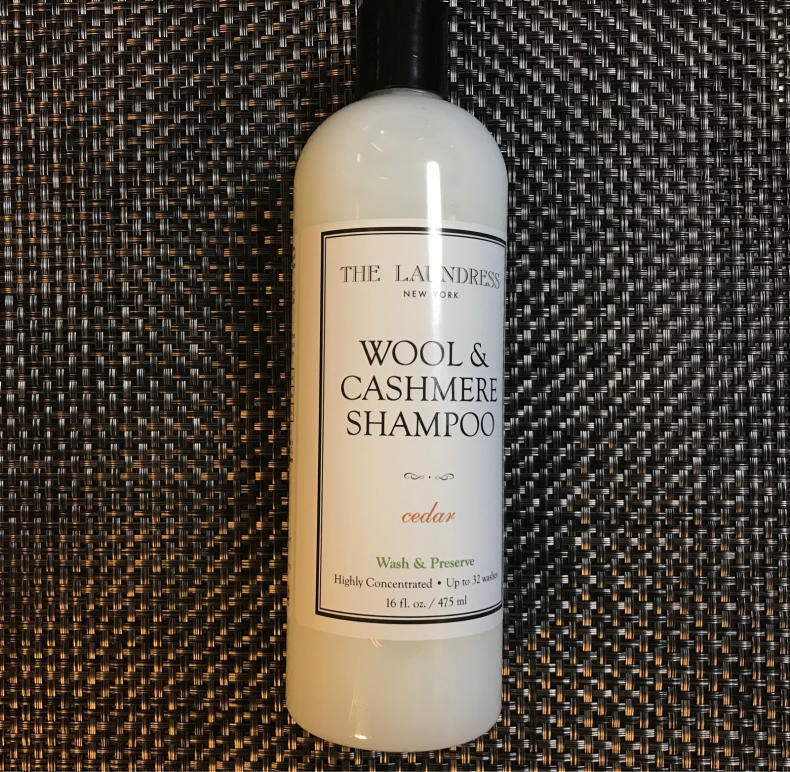 THE LAUNDRESS
NEW YORK
WOOL &
CASHMERE
SHAMPOO
cedar
Wash & Preserve
Highly Concentrated • Up to 32 washes
16 fl. oz. / 475 ml